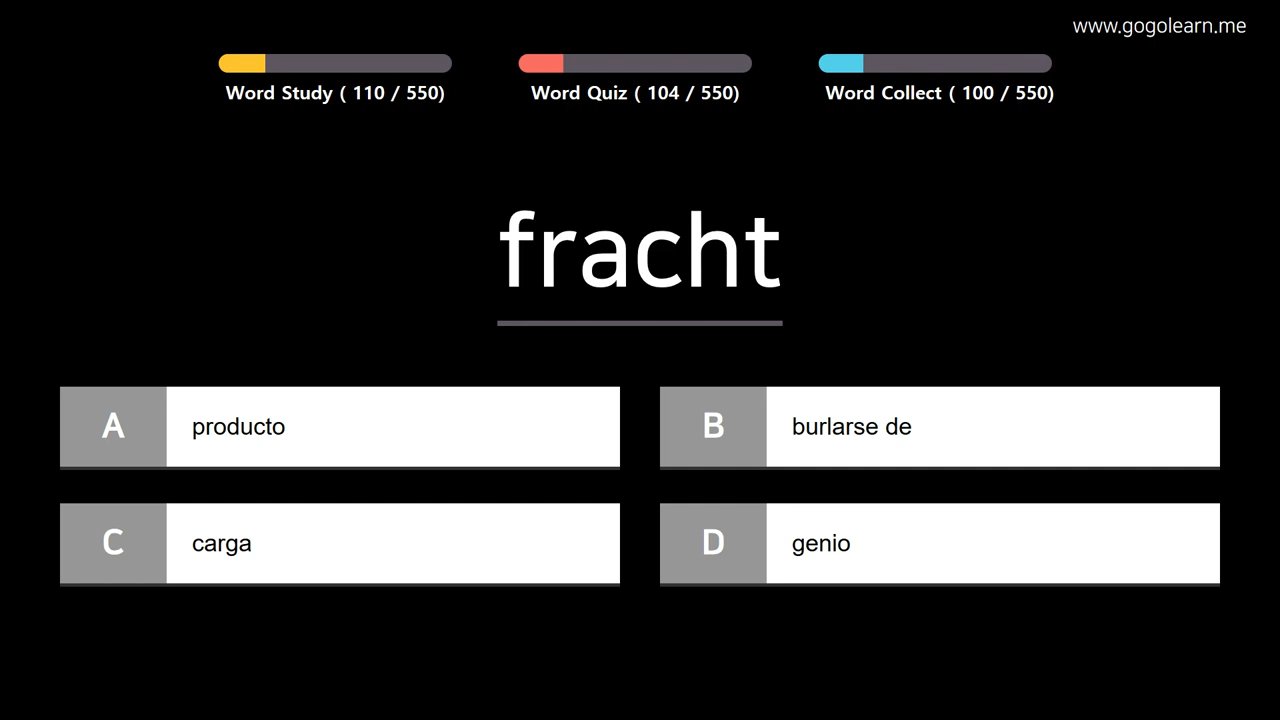 www.gogolearn.me
Word Study ( 110 / 550)
Word Quiz ( 104 / 550)
Word Collect ( 100 / 550)
fracht
A producto
B burlarse de
C carga
D genio